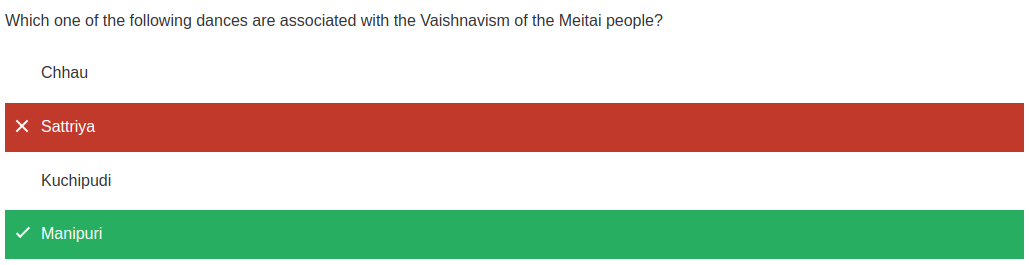 Which one of the following dances are associated with the Vaishnavism of the Meitai people?
Chhau
Sattriya
Kuchipudi
Manipuri